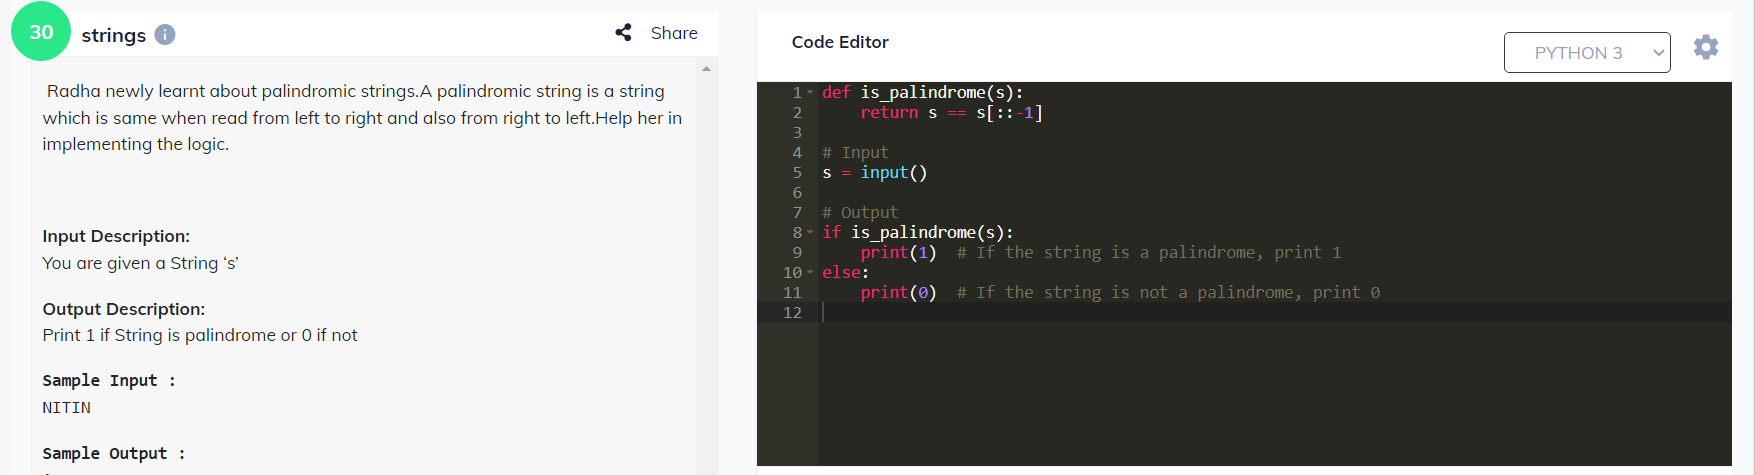 30
strings
Share
Radha newly learnt about palindromic strings.A palindromic string is a string
which is same when read from left to right and also from right to left.Help her in
implementing the logic.
Input Description:
You are given a String ‘s’
Output Description:
Print 1 if String is palindrome or 0 if not
Sample Input :
NITIN
Sample Output :
Code Editor
PYTHON 3
1 def is_palindrome(s):
2     return s == s[::-1]
3
4 # Input
5 s = input()
6
7 # Output
8 if is_palindrome(s):
9     print(1)  # If the string is a palindrome, print 1
10 else:
11     print(0)  # If the string is not a palindrome, print 0
12